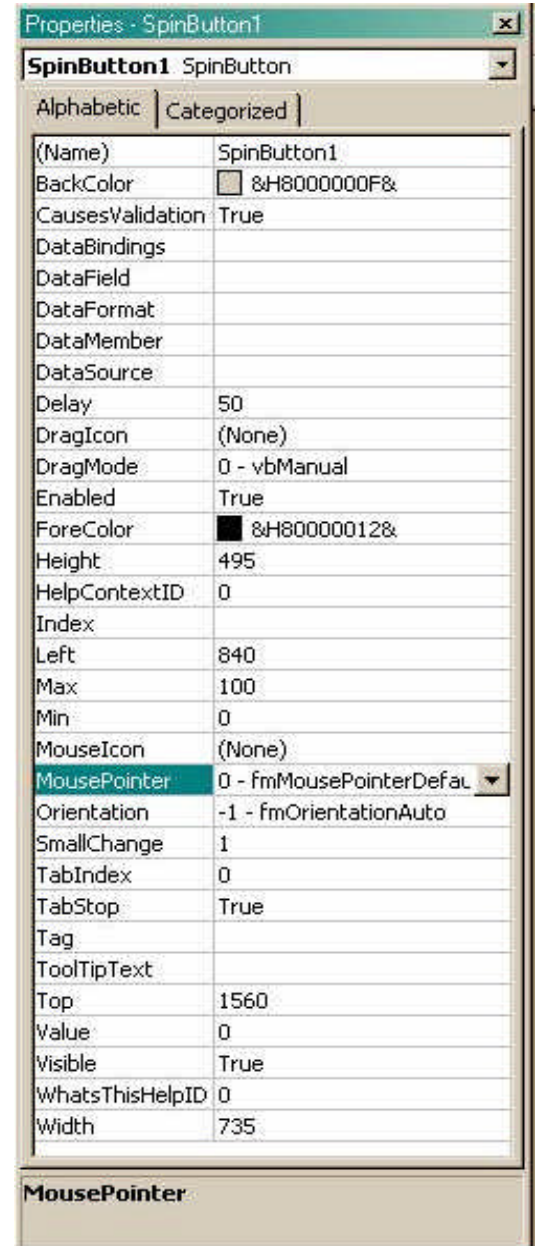 Properties - SpinButton1
SpinButton1 SpinButton
Alphabetic Categorized
(Name) SpinButton1
BackColor &H8000000F&
CausesValidation True
DataBindings
DataField
DataFormat
DataMember
DataSource
Delay 50
DragIcon (None)
DragMode 0 - vbManual
Enabled True
ForeColor &H80000012&
Height 495
HelpContextID 0
Index
Left 840
Max 100
Min 0
MouseIcon (None)
MousePointer 0 - fmMousePointerDefau
Orientation -1 - fmOrientationAuto
SmallChange 1
TabIndex 0
TabStop True
Tag
ToolTipText
Top 1560
Value 0
Visible True
WhatsThisHelpID 0
Width 735
MousePointer